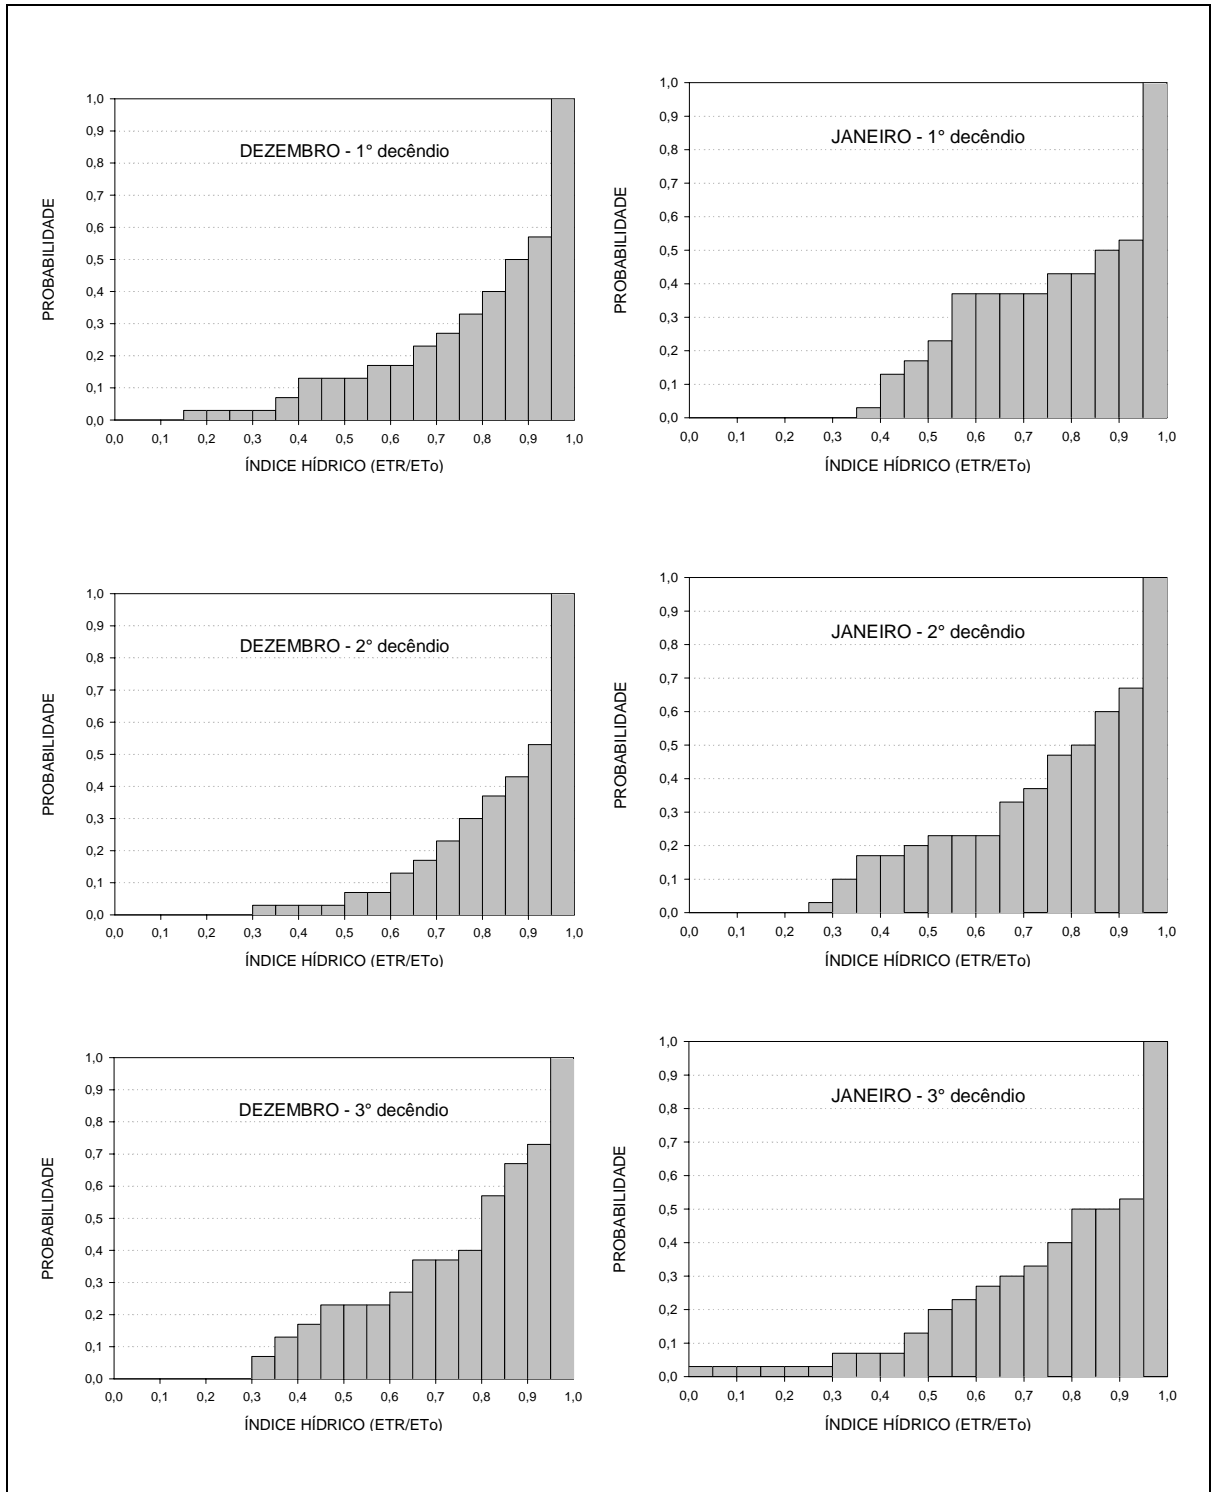 DEZEMBRO - 1° decêndio
PROBABILIDADE
1,0
0,9
0,8
0,7
0,6
0,5
0,4
0,3
0,2
0,1
0,0
0,0 0,1 0,2 0,3 0,4 0,5 0,6 0,7 0,8 0,9 1,0
ÍNDICE HÍDRICO (ETR/ETo)
JANEIRO - 1° decêndio
PROBABILIDADE
1,0
0,9
0,8
0,7
0,6
0,5
0,4
0,3
0,2
0,1
0,0
0,0 0,1 0,2 0,3 0,4 0,5 0,6 0,7 0,8 0,9 1,0
ÍNDICE HÍDRICO (ETR/ETo)
DEZEMBRO - 2° decêndio
PROBABILIDADE
1,0
0,9
0,8
0,7
0,6
0,5
0,4
0,3
0,2
0,1
0,0
0,0 0,1 0,2 0,3 0,4 0,5 0,6 0,7 0,8 0,9 1,0
ÍNDICE HÍDRICO (ETR/ETo)
JANEIRO - 2° decêndio
PROBABILIDADE
1,0
0,9
0,8
0,7
0,6
0,5
0,4
0,3
0,2
0,1
0,0
0,0 0,1 0,2 0,3 0,4 0,5 0,6 0,7 0,8 0,9 1,0
ÍNDICE HÍDRICO (ETR/ETo)
DEZEMBRO - 3° decêndio
PROBABILIDADE
1,0
0,9
0,8
0,7
0,6
0,5
0,4
0,3
0,2
0,1
0,0
0,0 0,1 0,2 0,3 0,4 0,5 0,6 0,7 0,8 0,9 1,0
ÍNDICE HÍDRICO (ETR/ETo)
JANEIRO - 3° decêndio
PROBABILIDADE
1,0
0,9
0,8
0,7
0,6
0,5
0,4
0,3
0,2
0,1
0,0
0,0 0,1 0,2 0,3 0,4 0,5 0,6 0,7 0,8 0,9 1,0
ÍNDICE HÍDRICO (ETR/ETo)